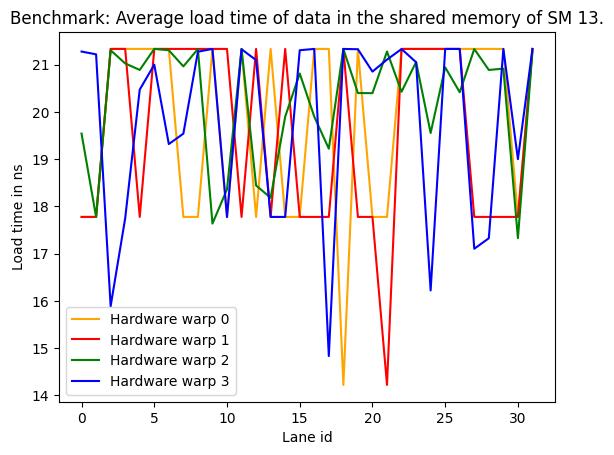 Benchmark: Average load time of data in the shared memory of SM 13.
Load time in ns
21
20
19
18
17
16
15
14
Hardware warp 0
Hardware warp 1
Hardware warp 2
Hardware warp 3
0 5 10 15 20 25 30
Lane id